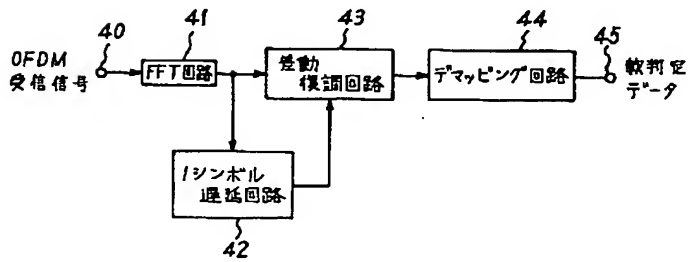 40
41
43
44
45
OFDM
受信信号
FFT回路
差動
復調回路
デマッピング回路
軟判定
データ
1シンボル
遅延回路
42